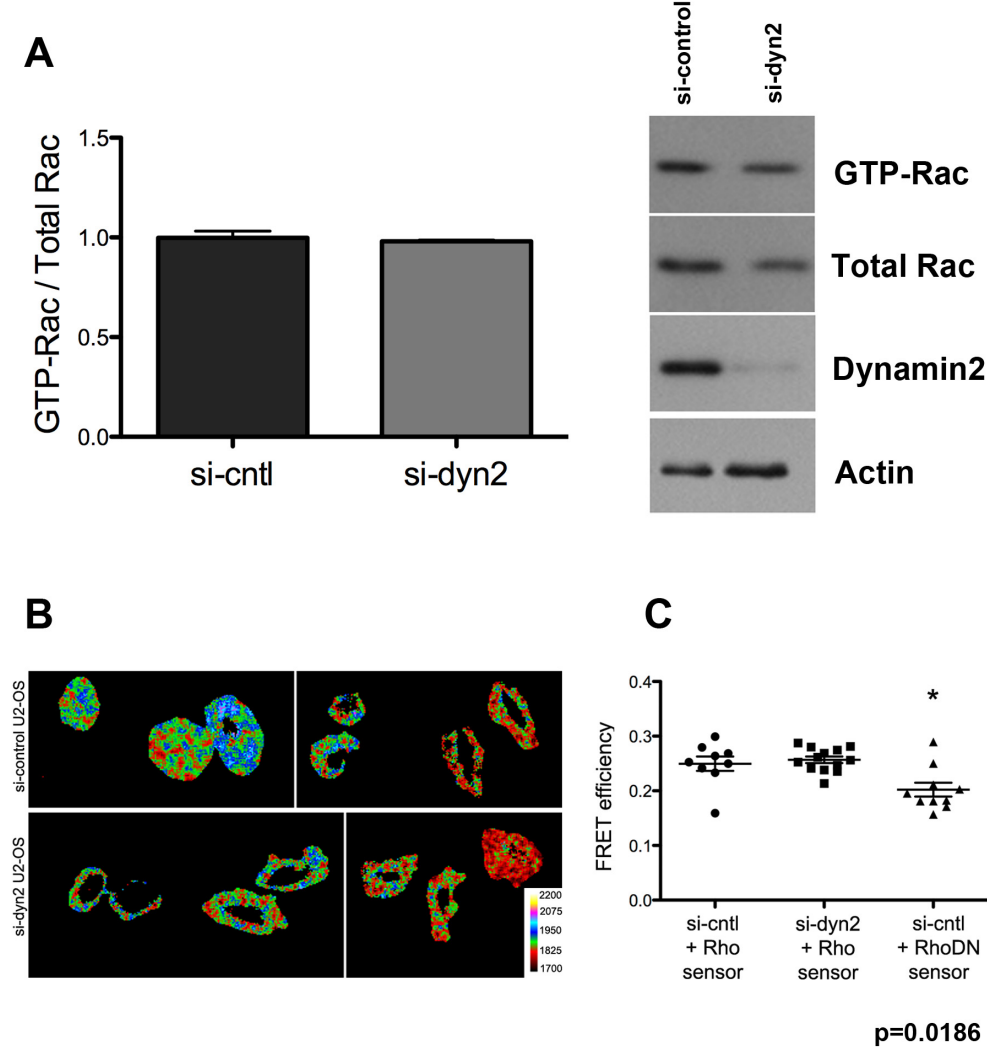 A
si-control
si-dyn2
GTP-Rac / Total Rac
1.5
1.0
0.5
0.0
si-cntl
si-dyn2
GTP-Rac
Total Rac
Dynamin2
Actin
B
si-control U2-OS
si-dyn2 U2-OS
2200
2075
1950
1825
1700
C
FRET efficiency
0.4
0.3
0.2
0.1
0.0
*
si-cntl
+ Rho
sensor
si-dyn2
+ Rho
sensor
si-cntl
+ RhoDN
sensor
p=0.0186